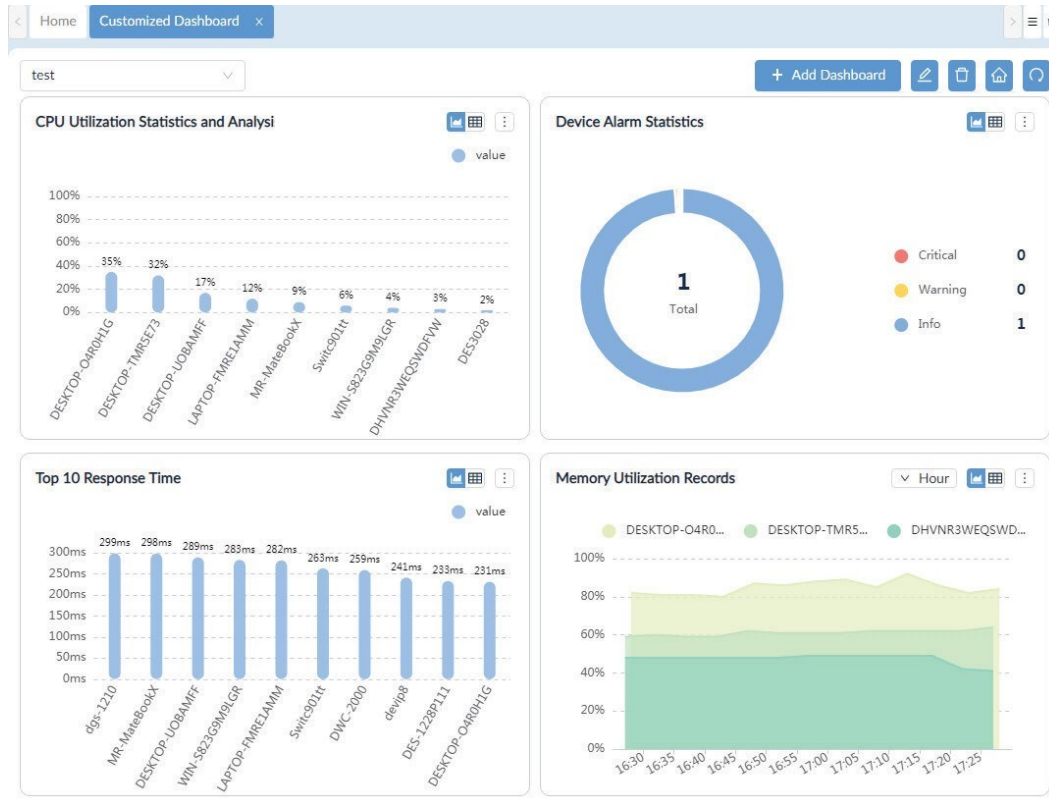 Home Customized Dashboard x
test
+ Add Dashboard
CPU Utilization Statistics and Analysi
value
100%
80%
60%
40%
20%
0%
35% 32% 17% 12% 9% 6% 4% 3% 2%
DESKTOP-O4R0H1G
DESKTOP-TMR5E73
DESKTOP-UOBAMFF
LAPTOP-FMRE1AMM
MR-MateBookX
Switc901tt
WIN-S823G9M9LGR
DHVNR3WEQSWDFVW
DES3028
Device Alarm Statistics
1
Total
Critical 0
Warning 0
Info 1
Top 10 Response Time
value
300ms
250ms
200ms
150ms
100ms
50ms
0ms
299ms 298ms 289ms 283ms 282ms 263ms 259ms 241ms 233ms 231ms
dgs-1210
MR-MateBookX
DESKTOP-UOBAMFF
WIN-S823G9M9LGR
LAPTOP-FMRE1AMM
Switc901tt
DWC-2000
devip8
DES-1228P111
DESKTOP-O4R0H1G
Memory Utilization Records
Hour
DESKTOP-O4R0... DESKTOP-TMR5... DHVNR3WEQSWD...
100%
80%
60%
40%
20%
0%
16:30 16:35 16:40 16:45 16:50 16:55 17:00 17:05 17:10 17:15 17:20 17:25